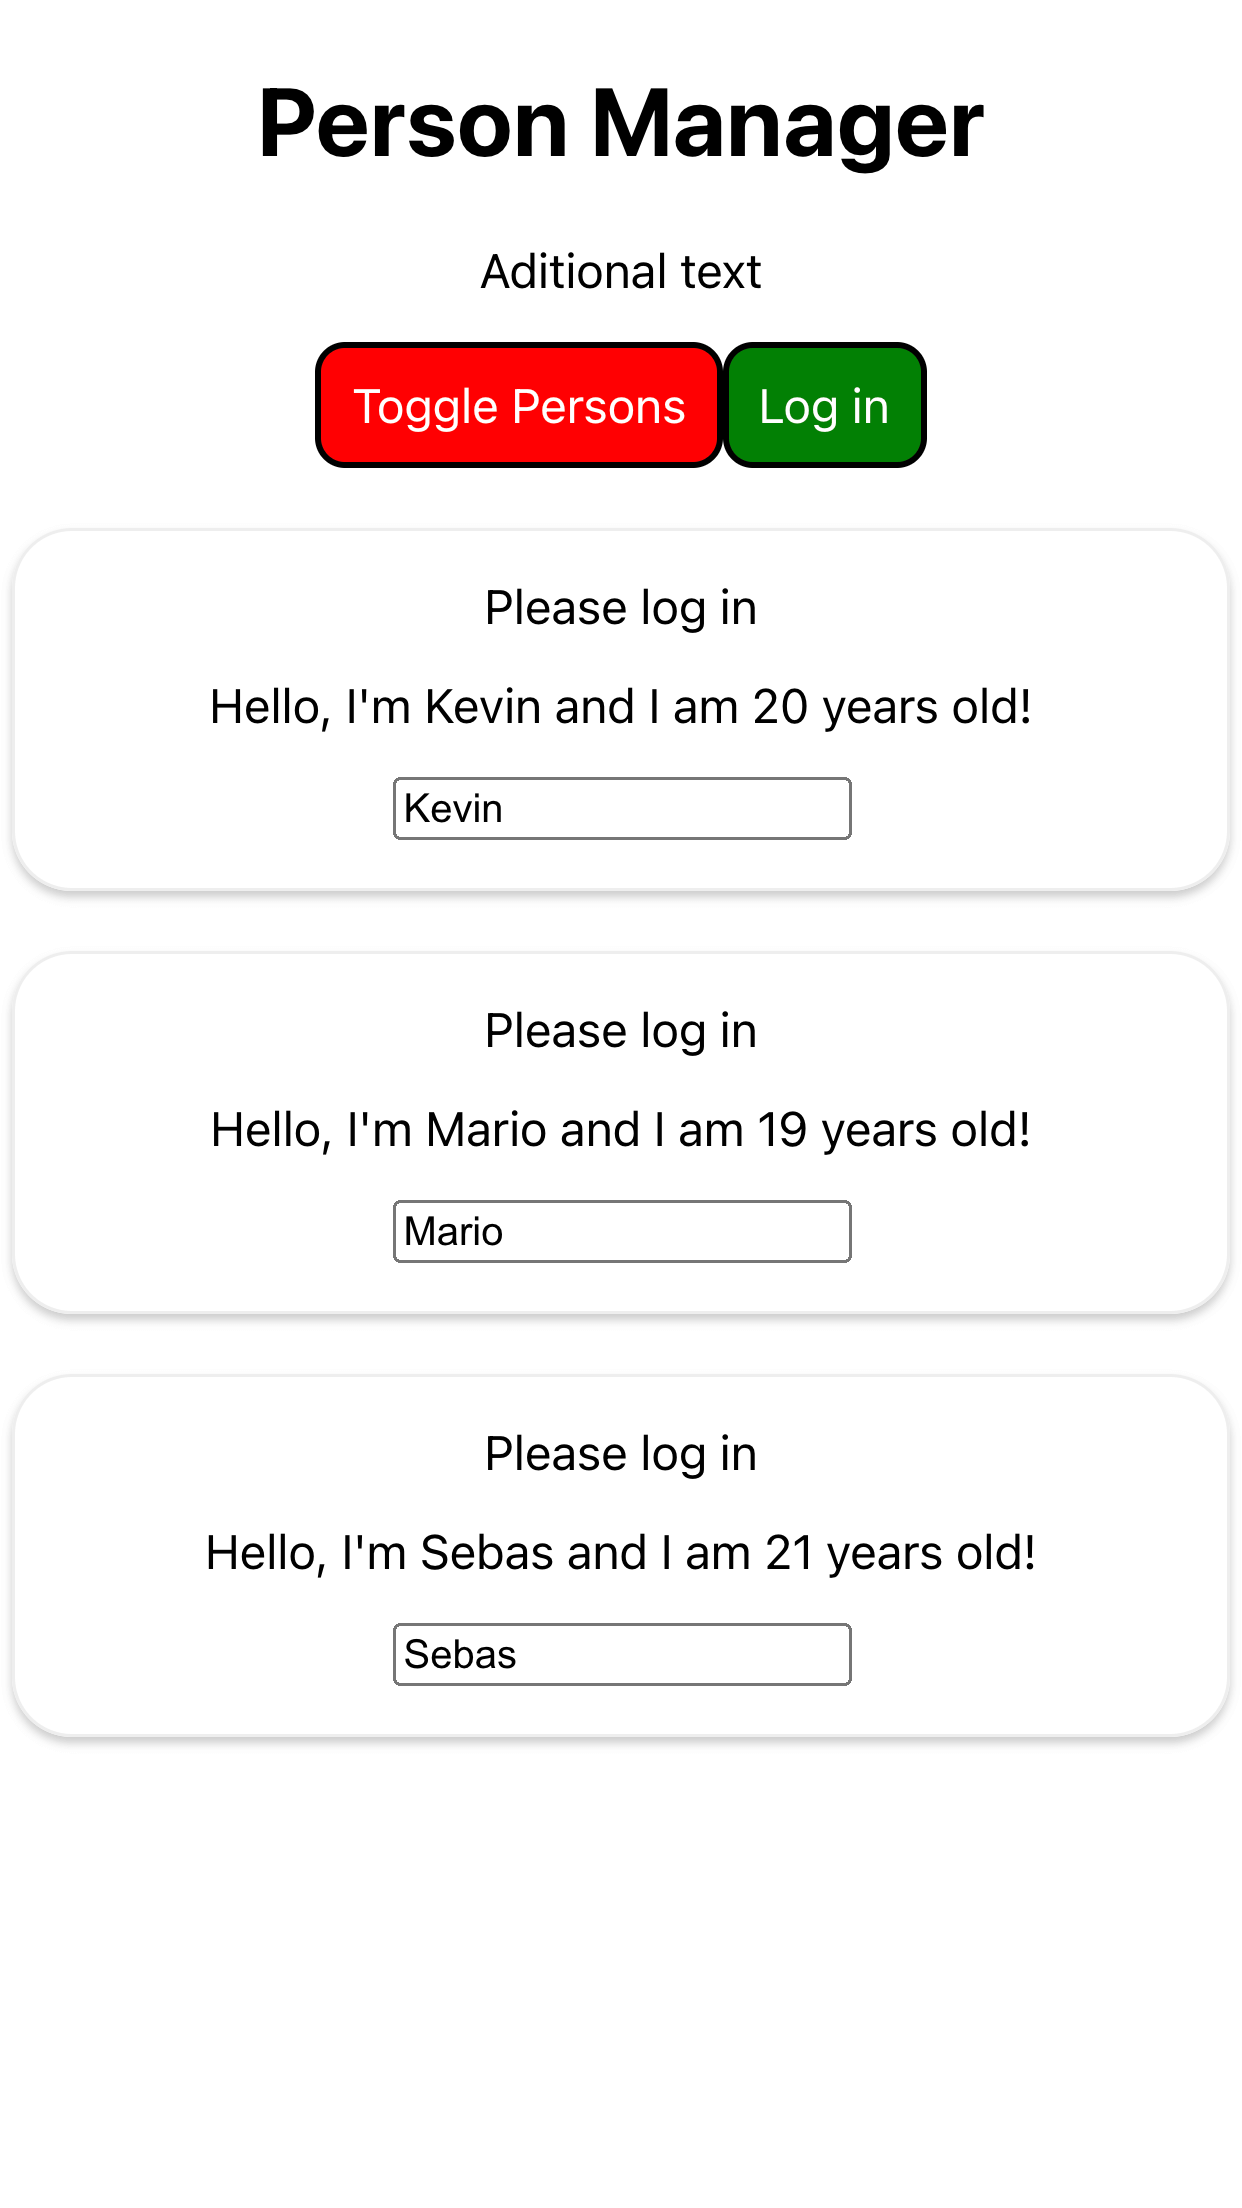 Person Manager
Aditional text
Toggle Persons Log in
Please log in
Hello, I'm Kevin and I am 20 years old!
Kevin
Please log in
Hello, I'm Mario and I am 19 years old!
Mario
Please log in
Hello, I'm Sebas and I am 21 years old!
Sebas